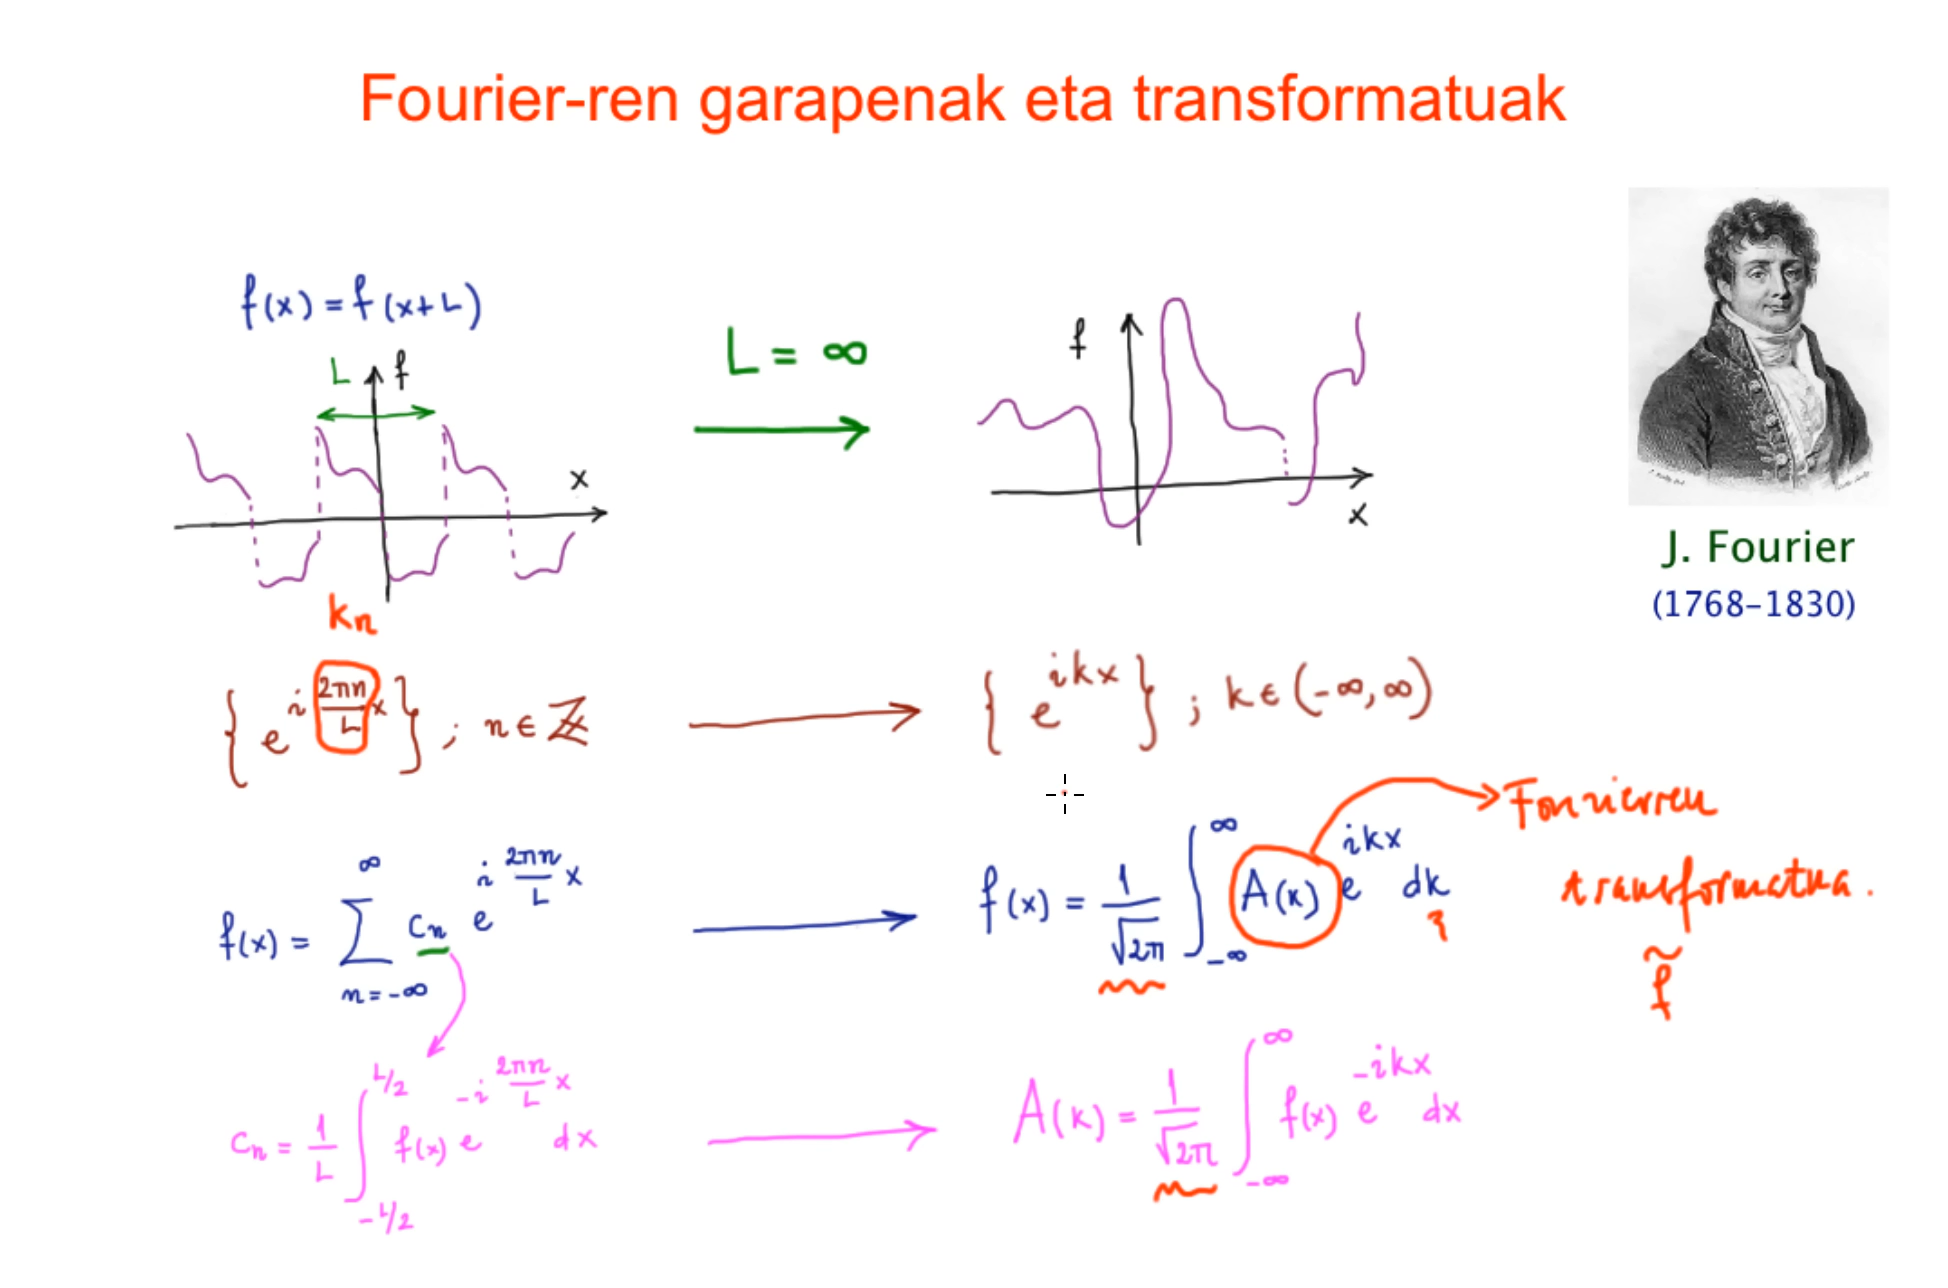 Fourier-ren garapenak eta transformatuak
f(x) = f(x+L)
L f
x
L = ∞
f
x
J. Fourier
(1768-1830)
kn
{ e^{i 2πn/L x} } ; n ∈ ℤ
{ e^{ikx} } ; k ∈ (-∞, ∞)
Fourierren
transformatua.
f̃
f(x) = ∑_{n=-∞}^{∞} cn e^{i 2πn/L x}
f(x) = 1/√2π ∫_{-∞}^{∞} A(k) e^{ikx} dk
cn = 1/L ∫_{-L/2}^{L/2} f(x) e^{-i 2πn/L x} dx
A(k) = 1/√2π ∫_{-∞}^{∞} f(x) e^{-ikx} dx